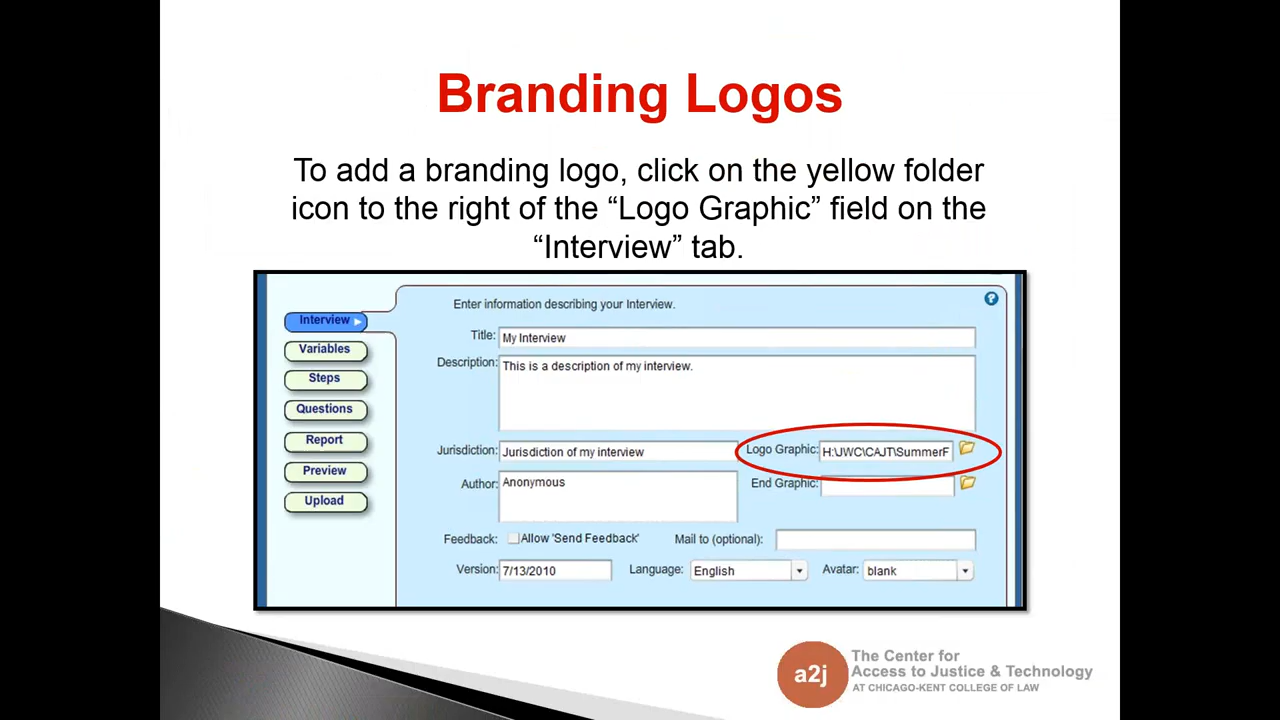 Branding Logos
To add a branding logo, click on the yellow folder
icon to the right of the “Logo Graphic” field on the
“Interview” tab.
Enter information describing your Interview.
Interview
Variables
Steps
Questions
Report
Preview
Upload
Title: My Interview
Description: This is a description of my interview.
Jurisdiction: Jurisdiction of my interview Logo Graphic: H:\JWC\CAJT\SummerF
Author: Anonymous End Graphic:
Feedback: Allow 'Send Feedback' Mail to (optional):
Version: 7/13/2010 Language: English Avatar: blank
a2j
The Center for
Access to Justice & Technology
AT CHICAGO-KENT COLLEGE OF LAW